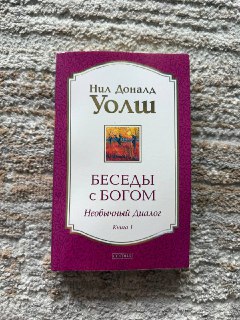 Нил Доналд
Уолш
БЕСЕДЫ
с БОГОМ
Необычный Диалог
Книга 1